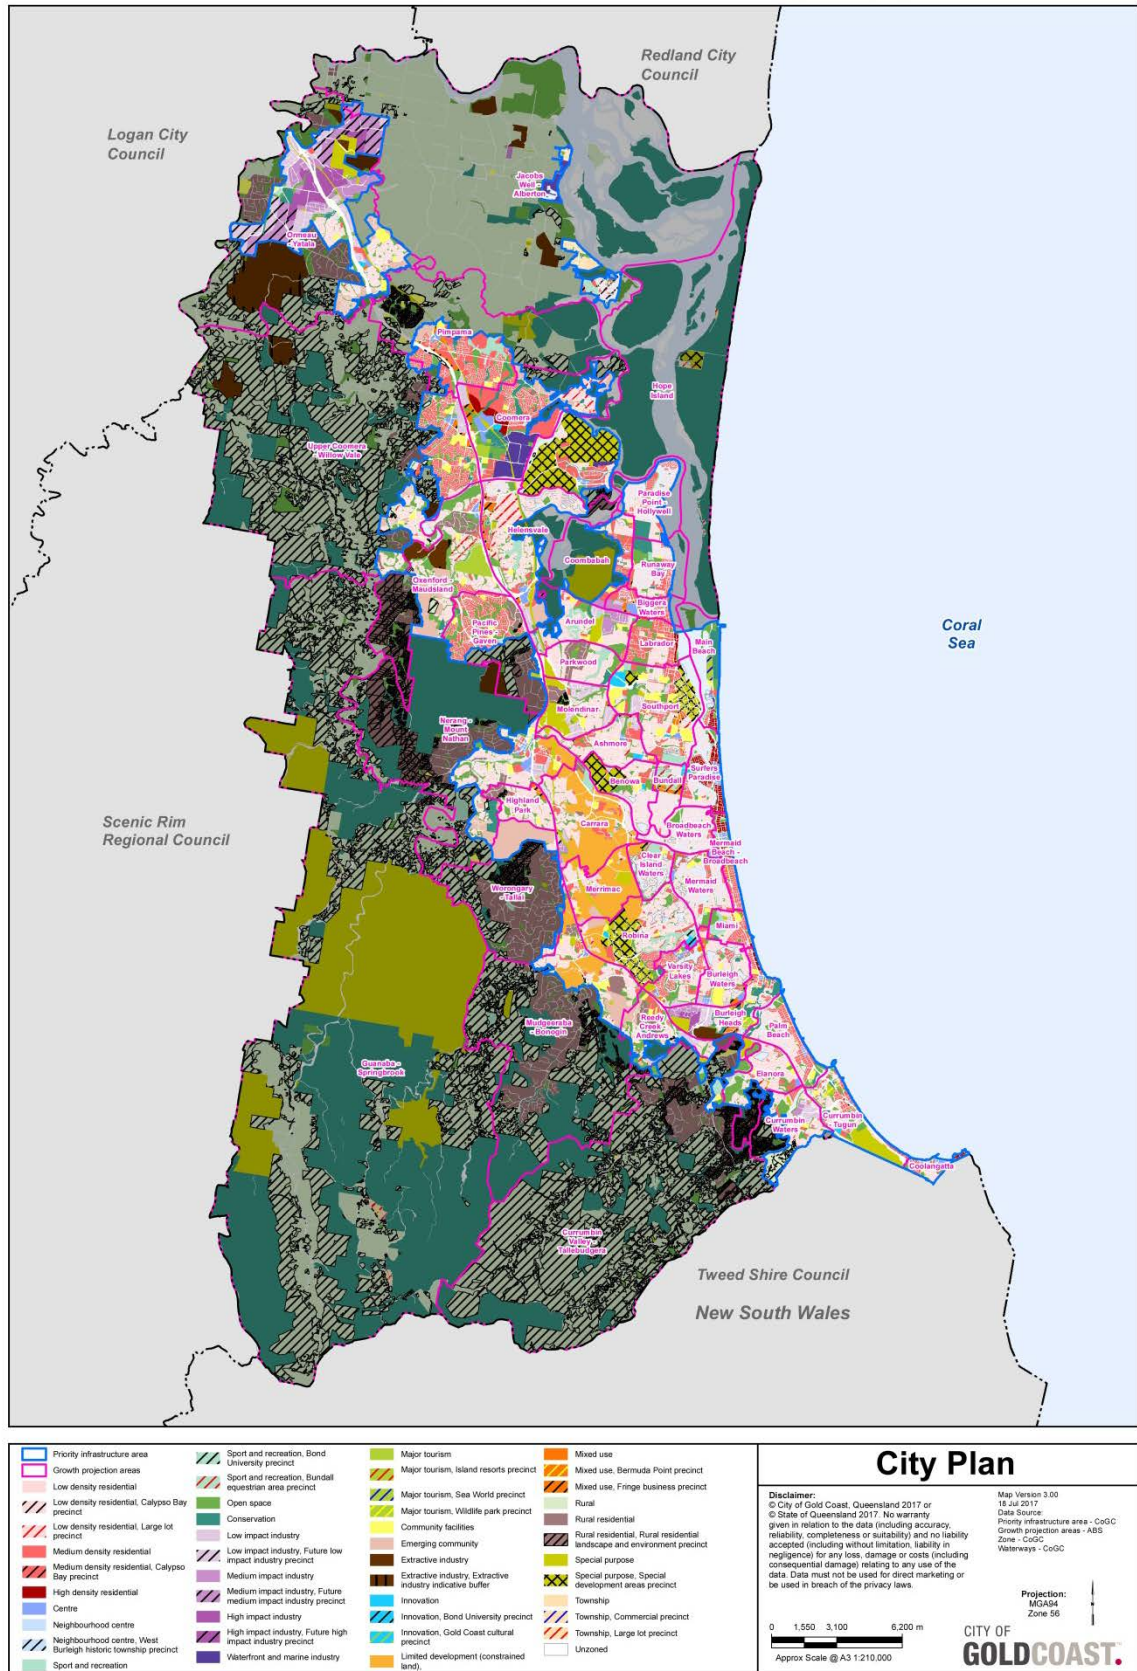 Redland City
Council
Logan City
Council
Jacobs
Well -
Alberton
Ormeau
- Yatala
Pimpama
Hope
Island
Coomera
Upper Coomera
Willow Vale
Paradise
Point -
Hollywell
Helensvale
Coombabah
Runaway
Bay
Oxenford -
Maudsland
Biggera
Waters
Pacific
Pines -
Gaven
Arundel
Labrador
Main
Beach
Coral
Sea
Parkwood
Molendinar
Southport
Nerang -
Mount
Nathan
Ashmore
Surfers
Paradise
Benowa
Bundall
Highland
Park
Carrara
Broadbeach
Waters
Scenic Rim
Regional Council
Mermaid
Beach -
Broadbeach
Clear
Island
Waters
Mermaid
Waters
Worongary
- Tallai
Merrimac
Miami
Robina
Varsity
Lakes
Burleigh
Waters
Mudgeeraba
- Bonogin
Reedy
Creek -
Andrews
Burleigh
Heads
Palm
Beach
Guanaba -
Springbrook
Elanora
Currumbin
Waters
Currumbin
- Tugun
Coolangatta
Currumbin
Valley -
Tallebudgera
Tweed Shire Council
New South Wales
Priority infrastructure area
Growth projection areas
Low density residential
Low density residential, Calypso Bay
precinct
Low density residential, Large lot
precinct
Medium density residential
Medium density residential, Calypso
Bay precinct
High density residential
Centre
Neighbourhood centre
Neighbourhood centre, West
Burleigh historic township precinct
Sport and recreation
Sport and recreation, Bond
University precinct
Sport and recreation, Bundall
equestrian area precinct
Open space
Conservation
Low impact industry
Low impact industry, Future low
impact industry precinct
Medium impact industry
Medium impact industry, Future
medium impact industry precinct
High impact industry
High impact industry, Future high
impact industry precinct
Waterfront and marine industry
Major tourism
Major tourism, Island resorts precinct
Major tourism, Sea World precinct
Major tourism, Wildlife park precinct
Community facilities
Emerging community
Extractive industry
Extractive industry, Extractive
industry indicative buffer
Innovation
Innovation, Bond University precinct
Innovation, Gold Coast cultural
precinct
Limited development (constrained
land),
Mixed use
Mixed use, Bermuda Point precinct
Mixed use, Fringe business precinct
Rural
Rural residential
Rural residential, Rural residential
landscape and environment precinct
Special purpose
Special purpose, Special
development areas precinct
Township
Township, Commercial precinct
Township, Large lot precinct
Unzoned
City Plan
Disclaimer:
© City of Gold Coast, Queensland 2017 or
© State of Queensland 2017. No warranty
given in relation to the data (including accuracy,
reliability, completeness or suitability) and no liability
accepted (including without limitation, liability in
negligence) for any loss, damage or costs (including
consequential damage) relating to any use of the
data. Data must not be used for direct marketing or
be used in breach of the privacy laws.
Map Version 3.00
18 Jul 2017
Data Source:
Priority infrastructure area - CoGC
Growth projection areas - ABS
Zone - CoGC
Waterways - CoGC
Projection:
MGA94
Zone 56
0 1,550 3,100 6,200 m
Approx Scale @ A3 1:210,000
CITY OF
GOLDCOAST.